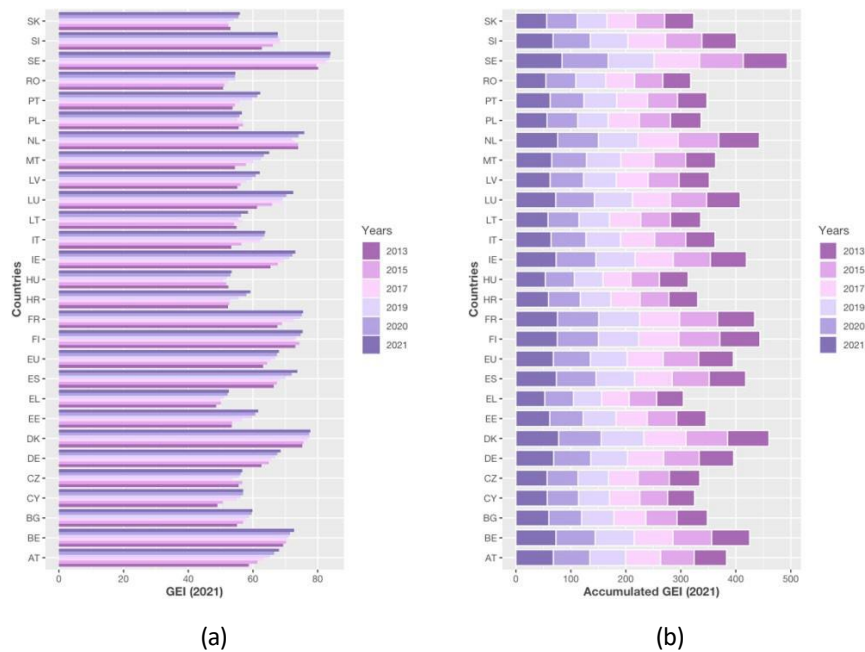 SK
SI
SE
RO
PT
PL
NL
MT
LV
LU
LT
IT
IE
HU
HR
FR
FI
EU
ES
EL
EE
DK
DE
CZ
CY
BG
BE
AT
Countries
0 20 40 60 80
GEI (2021)
Years
2013
2015
2017
2019
2020
2021
(a)
SK
SI
SE
RO
PT
PL
NL
MT
LV
LU
LT
IT
IE
HU
HR
FR
FI
EU
ES
EL
EE
DK
DE
CZ
CY
BG
BE
AT
Countries
0 100 200 300 400 500
Accumulated GEI (2021)
Years
2013
2015
2017
2019
2020
2021
(b)